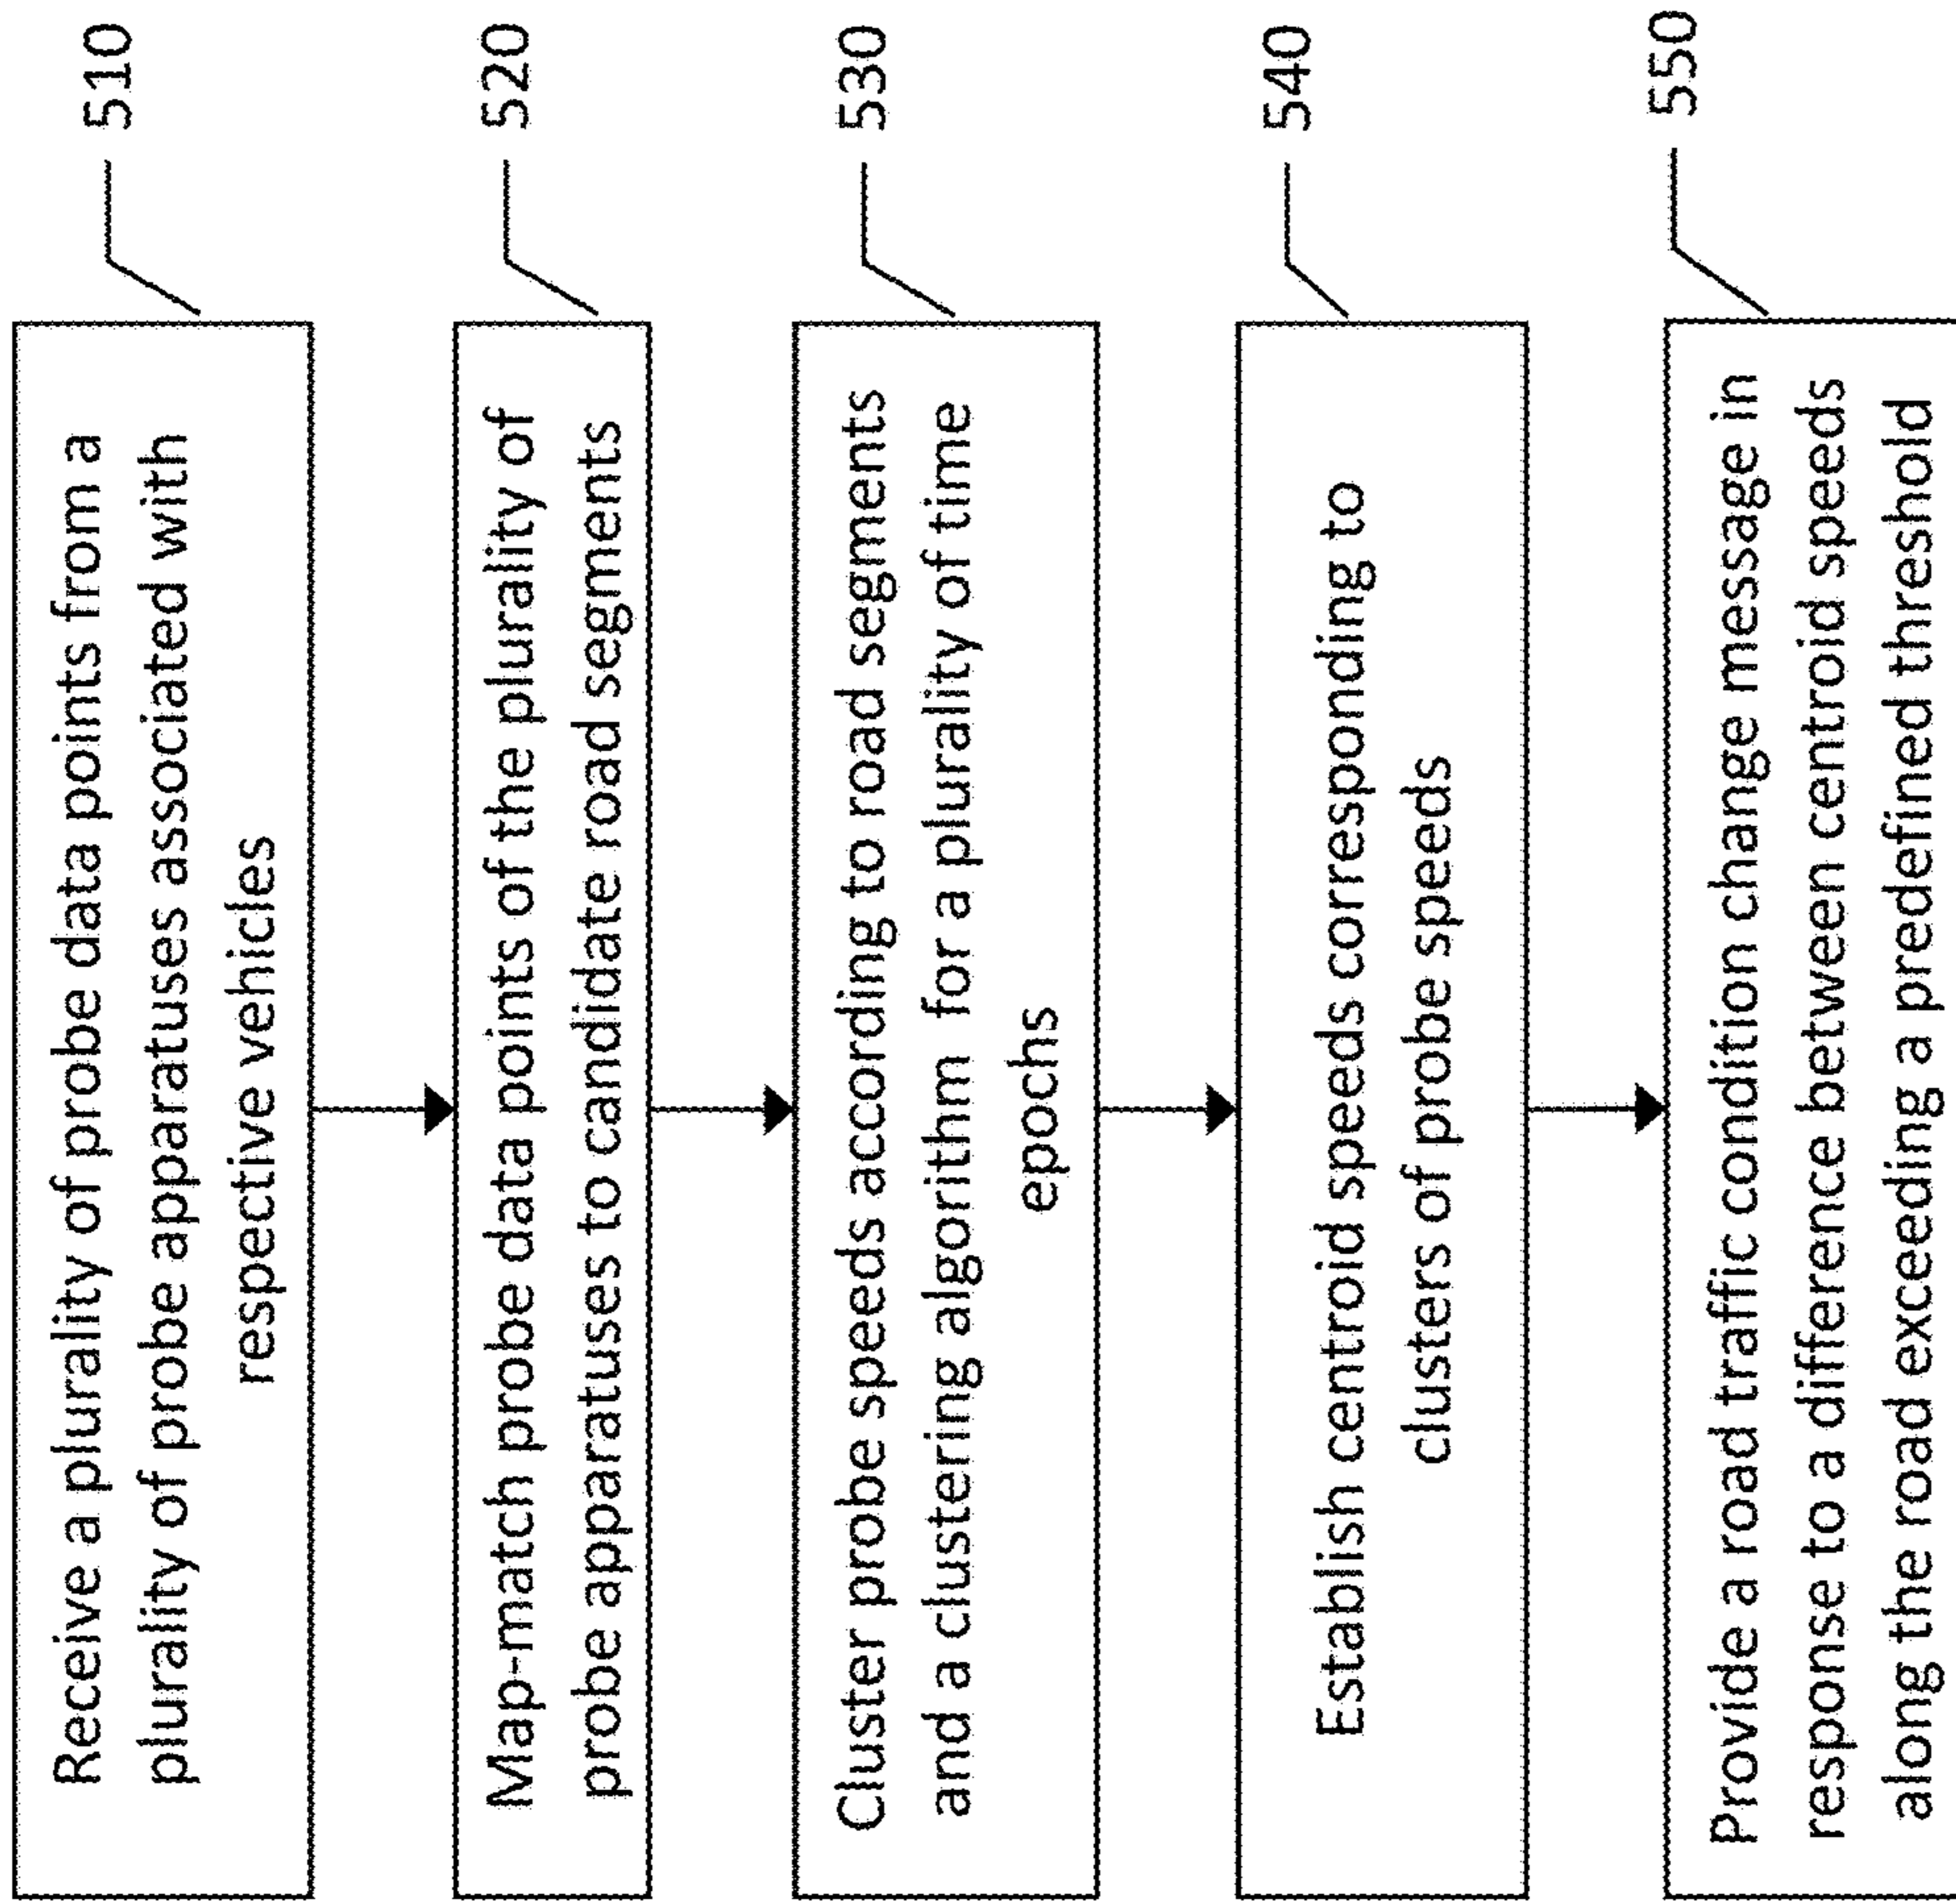 Receive a plurality of probe data points from a
plurality of probe apparatuses associated with
respective vehicles
510
Map-match probe data points of the plurality of
probe apparatuses to candidate road segments
520
Cluster probe speeds according to road segments
and a clustering algorithm for a plurality of time
epochs
530
Establish centroid speeds corresponding to
clusters of probe speeds
540
Provide a road traffic condition change message in
response to a difference between centroid speeds
along the road exceeding a predefined threshold
550